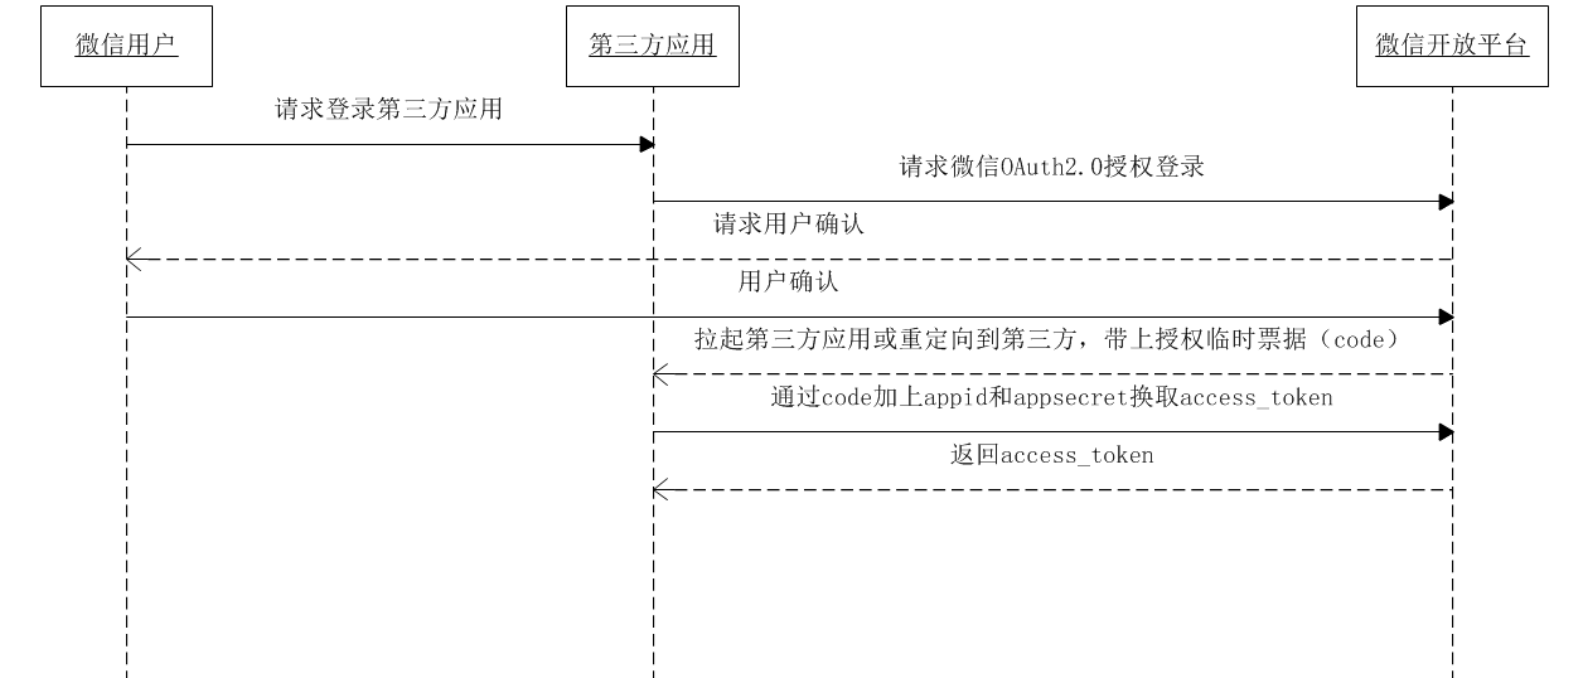 微信用户
第三方应用
微信开放平台
请求登录第三方应用
请求微信OAuth2.0授权登录
请求用户确认
用户确认
拉起第三方应用或重定向到第三方，带上授权临时票据（code）
通过code加上appid和appsecret换取access_token
返回access_token